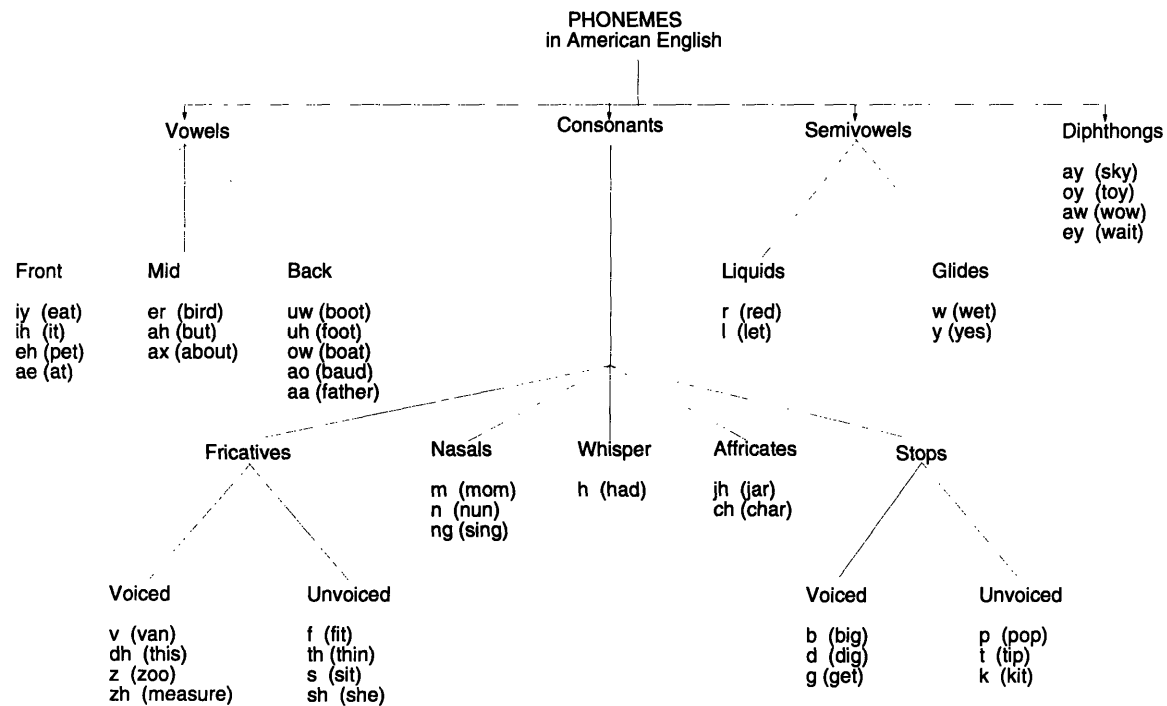 PHONEMES
in American English
Vowels
Consonants
Semivowels
Diphthongs
ay (sky)
oy (toy)
aw (wow)
ey (wait)
Front
iy (eat)
ih (it)
eh (pet)
ae (at)
Mid
er (bird)
ah (but)
ax (about)
Back
uw (boot)
uh (foot)
ow (boat)
ao (baud)
aa (father)
Liquids
r (red)
l (let)
Glides
w (wet)
y (yes)
Fricatives
Nasals
m (mom)
n (nun)
ng (sing)
Whisper
h (had)
Affricates
jh (jar)
ch (char)
Stops
Voiced
v (van)
dh (this)
z (zoo)
zh (measure)
Unvoiced
f (fit)
th (thin)
s (sit)
sh (she)
Voiced
b (big)
d (dig)
g (get)
Unvoiced
p (pop)
t (tip)
k (kit)